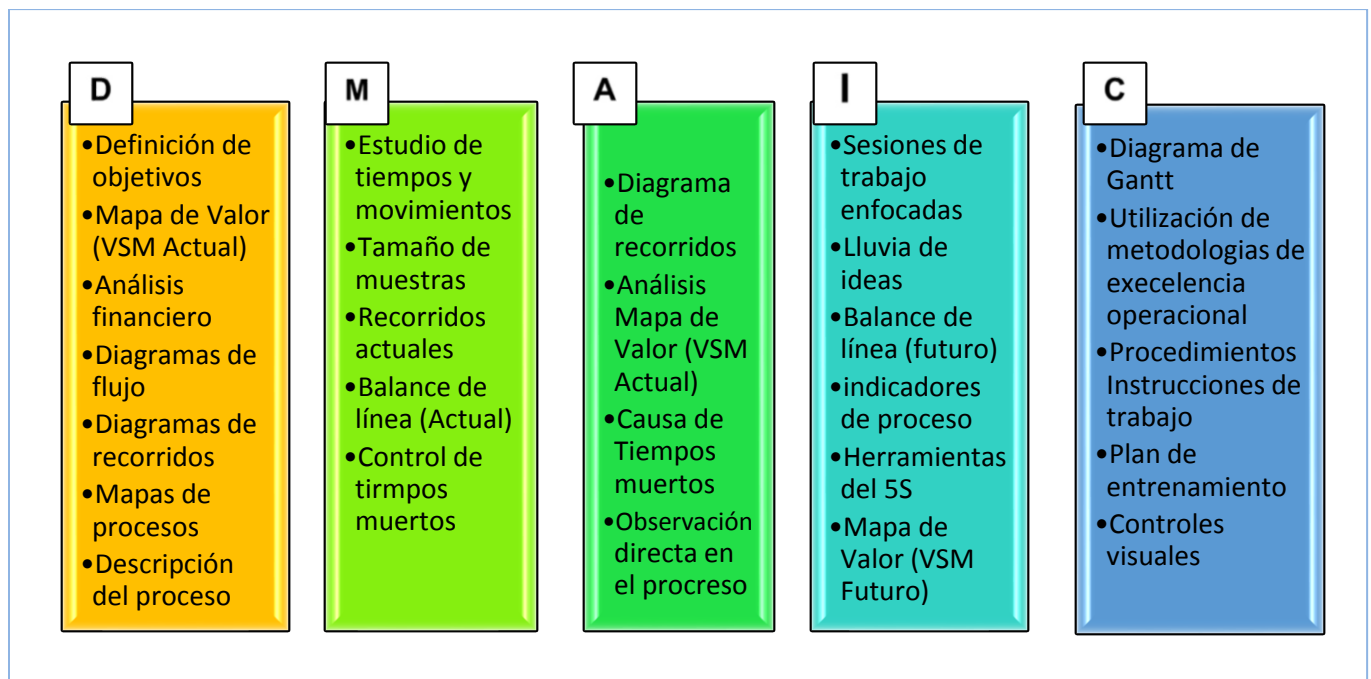 D
•Definición de
objetivos
•Mapa de Valor
(VSM Actual)
•Análisis
financiero
•Diagramas de
flujo
•Diagramas de
recorridos
•Mapas de
procesos
•Descripción
del proceso
M
•Estudio de
tiempos y
movimientos
•Tamaño de
muestras
•Recorridos
actuales
•Balance de
línea (Actual)
•Control de
tirmpos
muertos
A
•Diagrama
de
recorridos
•Análisis
Mapa de
Valor (VSM
Actual)
•Causa de
Tiempos
muertos
•Observación
directa en
el procreso
I
•Sesiones de
trabajo
enfocadas
•Lluvia de
ideas
•Balance de
línea (futuro)
•indicadores
de proceso
•Herramientas
del 5S
•Mapa de
Valor (VSM
Futuro)
C
•Diagrama de
Gantt
•Utilización de
metodologias de
execelencia
operacional
•Procedimientos
Instrucciones de
trabajo
•Plan de
entrenamiento
•Controles
visuales